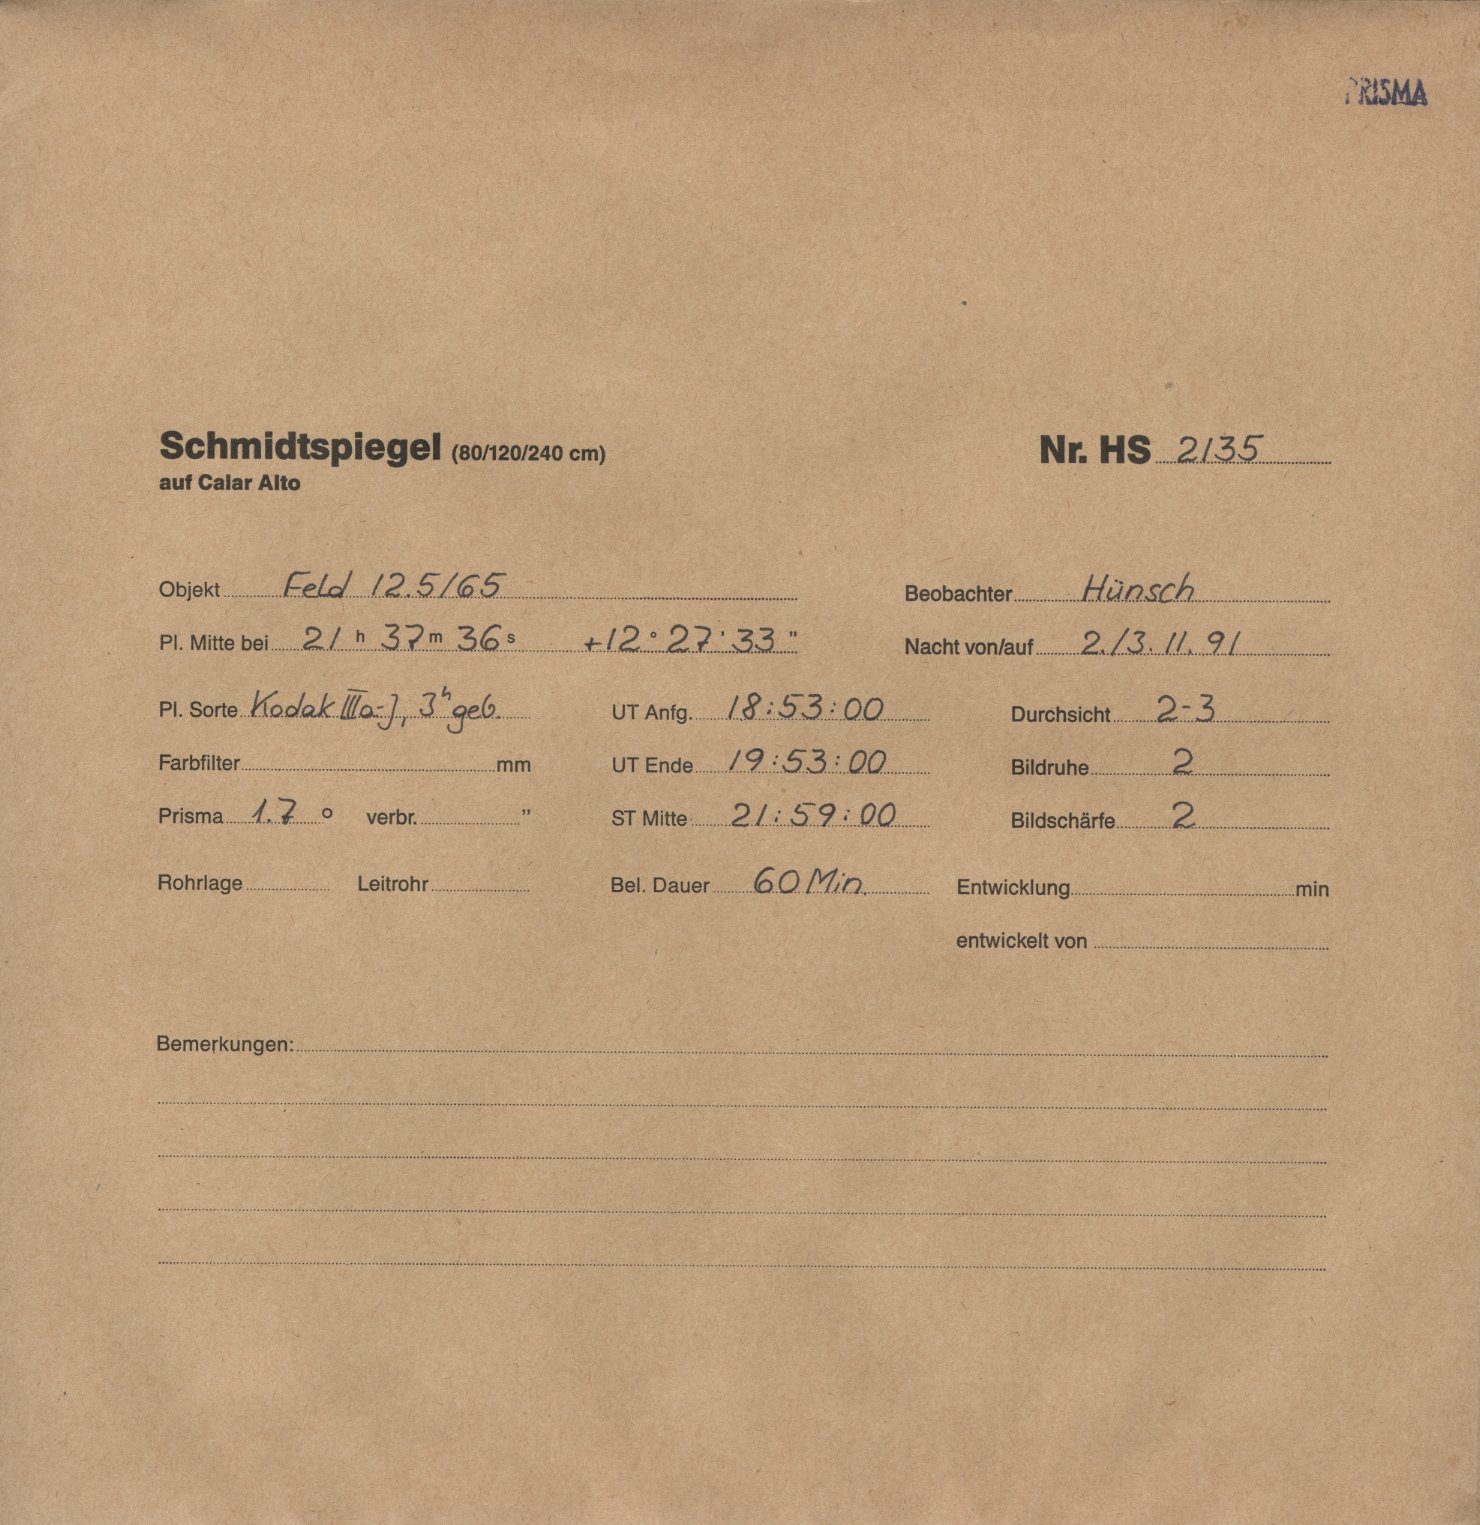 PRISMA
Schmidtspiegel (80/120/240 cm) Nr. HS 2135
auf Calar Alto
Objekt Feld 12.5/65 Beobachter Hünsch
Pl. Mitte bei 21 h 37 m 36 s +12 ° 27 ' 33 " Nacht von/auf 2./3. 11. 91
Pl. Sorte Kodak IIIa-J, 3h geb. UT Anfg. 18:53:00 Durchsicht 2-3
Farbfilter mm UT Ende 19:53:00 Bildruhe 2
Prisma 1.7 ° verbr. " ST Mitte 21:59:00 Bildschärfe 2
Rohrlage Leitrohr Bel. Dauer 60 Min. Entwicklung min
entwickelt von
Bemerkungen: